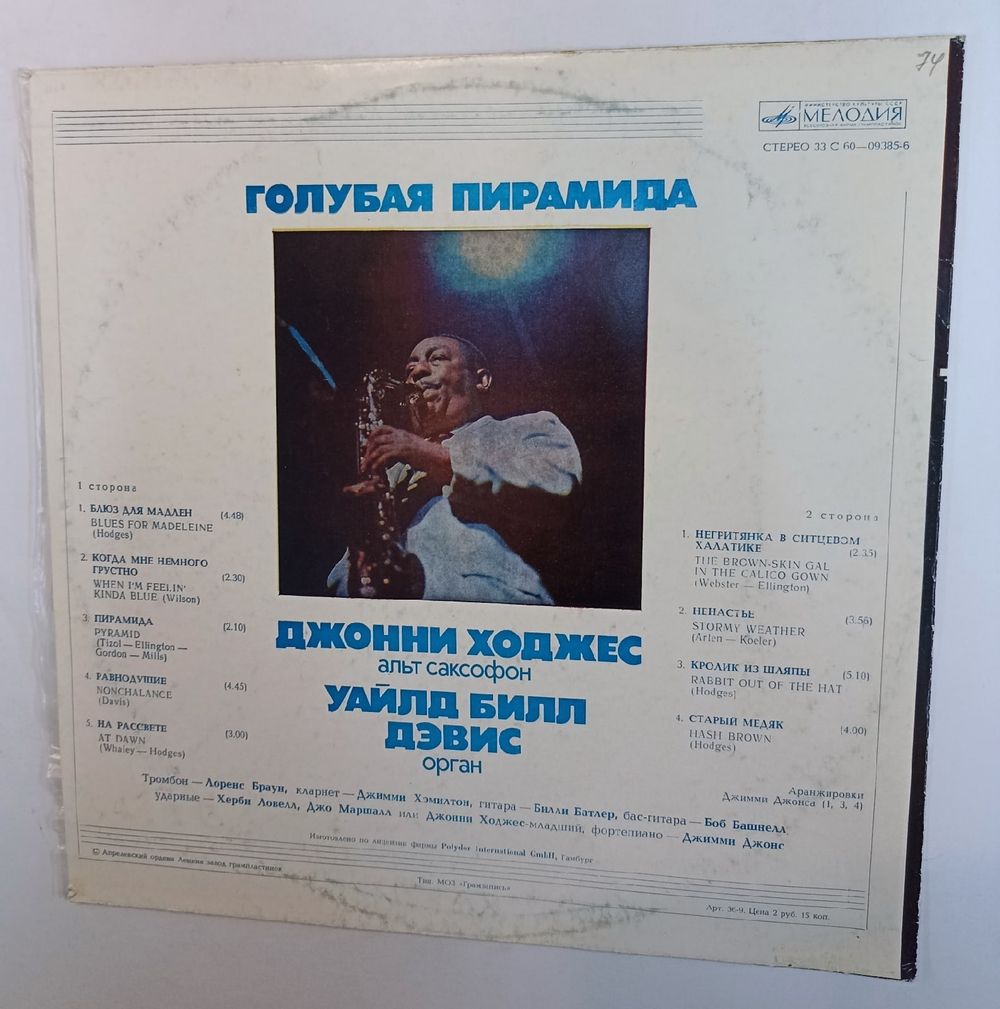 74
МИНИСТЕРСТВО КУЛЬТУРЫ СССР
МЕЛОДИЯ
ВСЕСОЮЗНАЯ ФИРМА ГРАМПЛАСТИНОК
СТЕРЕО 33 С 60—09385-6
ГОЛУБАЯ ПИРАМИДА
1 сторона
1. БЛЮЗ ДЛЯ МАДЛЕН (4.48)
BLUES FOR MADELEINE
(Hodges)
2. КОГДА МНЕ НЕМНОГО
ГРУСТНО (2.30)
WHEN I'M FEELIN'
KINDA BLUE (Wilson)
3. ПИРАМИДА (2.10)
PYRAMID
(Tizol — Ellington —
Gordon — Mills)
4. РАВНОДУШИЕ (4.45)
NONCHALANCE
(Davis)
5. НА РАССВЕТЕ (3.00)
AT DAWN
(Whaley — Hodges)
ДЖОННИ ХОДЖЕС
альт саксофон
УАЙЛД БИЛЛ
ДЭВИС
орган
2 сторона
1. НЕГРИТЯНКА В СИТЦЕВОМ
ХАЛАТИКЕ (2.35)
THE BROWN-SKIN GAL
IN THE CALICO GOWN
(Webster — Ellington)
2. НЕНАСТЬЕ (3.56)
STORMY WEATHER
(Arlen — Koeler)
3. КРОЛИК ИЗ ШЛЯПЫ (5.10)
RABBIT OUT OF THE HAT
(Hodges)
4. СТАРЫЙ МЕДЯК (4.00)
HASH BROWN
(Hodges)
Аранжировки
Джимми Джонса (1, 3, 4)
Тромбон — Лоренс Браун, кларнет — Джимми Хэмилтон, гитара — Билли Батлер, бас-гитара — Боб Башнелл,
ударные — Херби Ловелл, Джо Маршалл или Джонни Ходжес-младший, фортепиано — Джимми Джонс
Изготовлено по лицензии фирмы Polydor International GmbH, Гамбург
© Апрелевский ордена Ленина завод грампластинок
Тип. МОЗ «Грамзапись»
Арт. 36-9. Цена 2 руб. 15 коп.